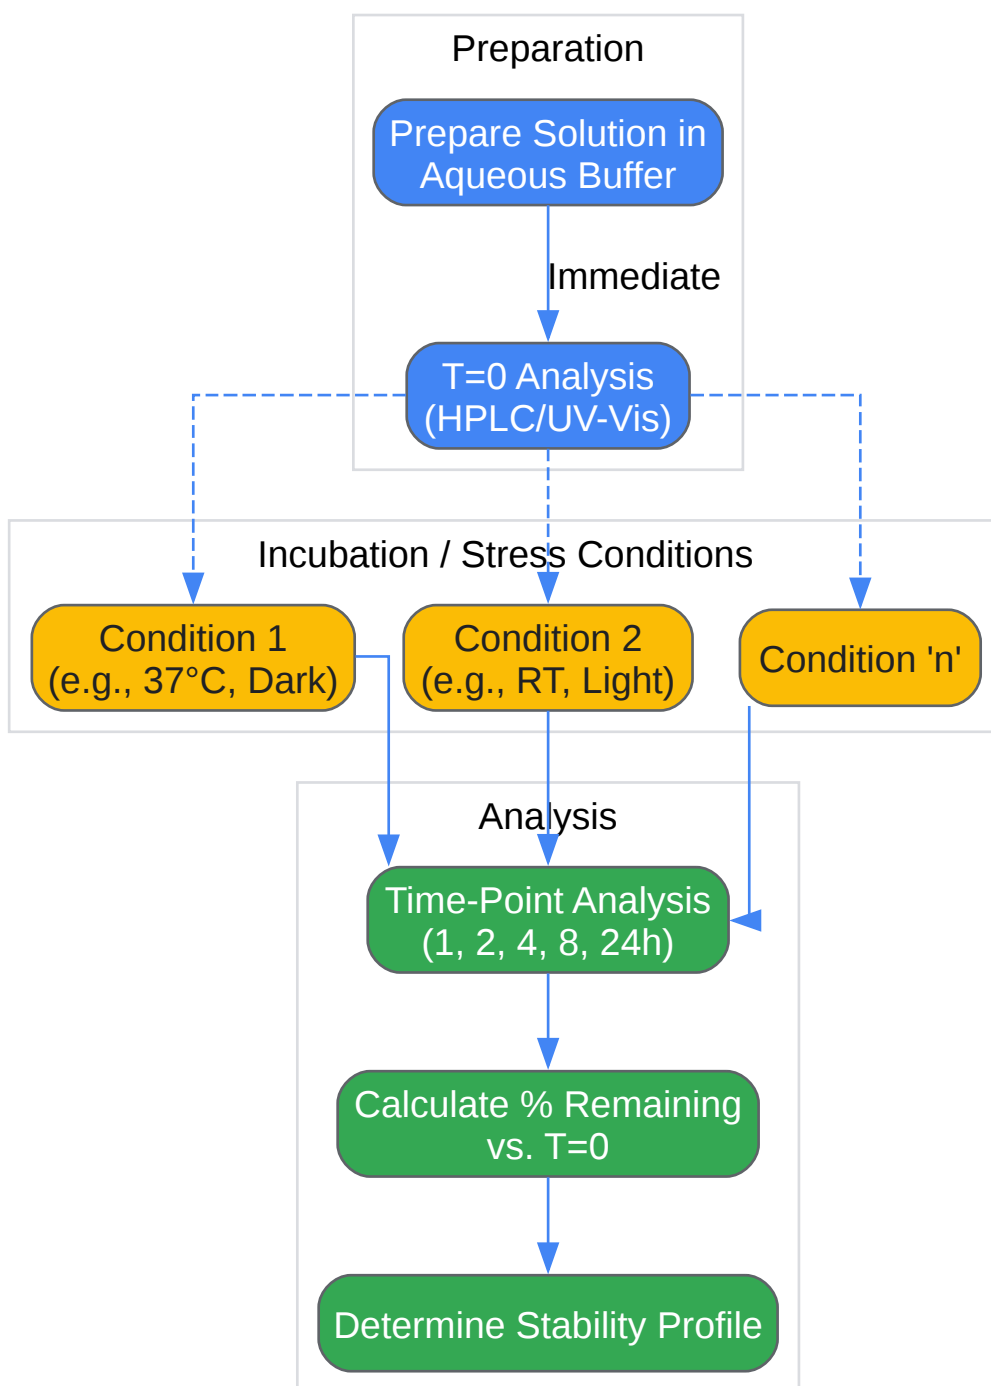 Preparation
Prepare Solution in
Aqueous Buffer
Immediate
T=0 Analysis
(HPLC/UV-Vis)
Incubation / Stress Conditions
Condition 1
(e.g., 37°C, Dark)
Condition 2
(e.g., RT, Light)
Condition 'n'
Analysis
Time-Point Analysis
(1, 2, 4, 8, 24h)
Calculate % Remaining
vs. T=0
Determine Stability Profile